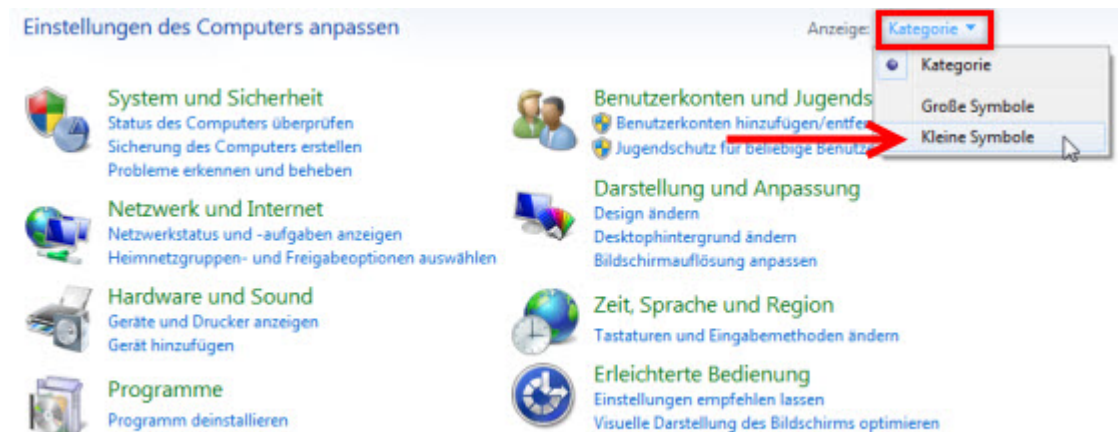 Einstellungen des Computers anpassen
Anzeige: Kategorie
Kategorie
Große Symbole
Kleine Symbole
System und Sicherheit
Status des Computers überprüfen
Sicherung des Computers erstellen
Probleme erkennen und beheben
Netzwerk und Internet
Netzwerkstatus und -aufgaben anzeigen
Heimnetzgruppen- und Freigabeoptionen auswählen
Hardware und Sound
Geräte und Drucker anzeigen
Gerät hinzufügen
Programme
Programm deinstallieren
Benutzerkonten und Jugends
Benutzerkonten hinzufügen/entfer
Jugendschutz für beliebige Benutze
Darstellung und Anpassung
Design ändern
Desktophintergrund ändern
Bildschirmauflösung anpassen
Zeit, Sprache und Region
Tastaturen und Eingabemethoden ändern
Erleichterte Bedienung
Einstellungen empfehlen lassen
Visuelle Darstellung des Bildschirms optimieren